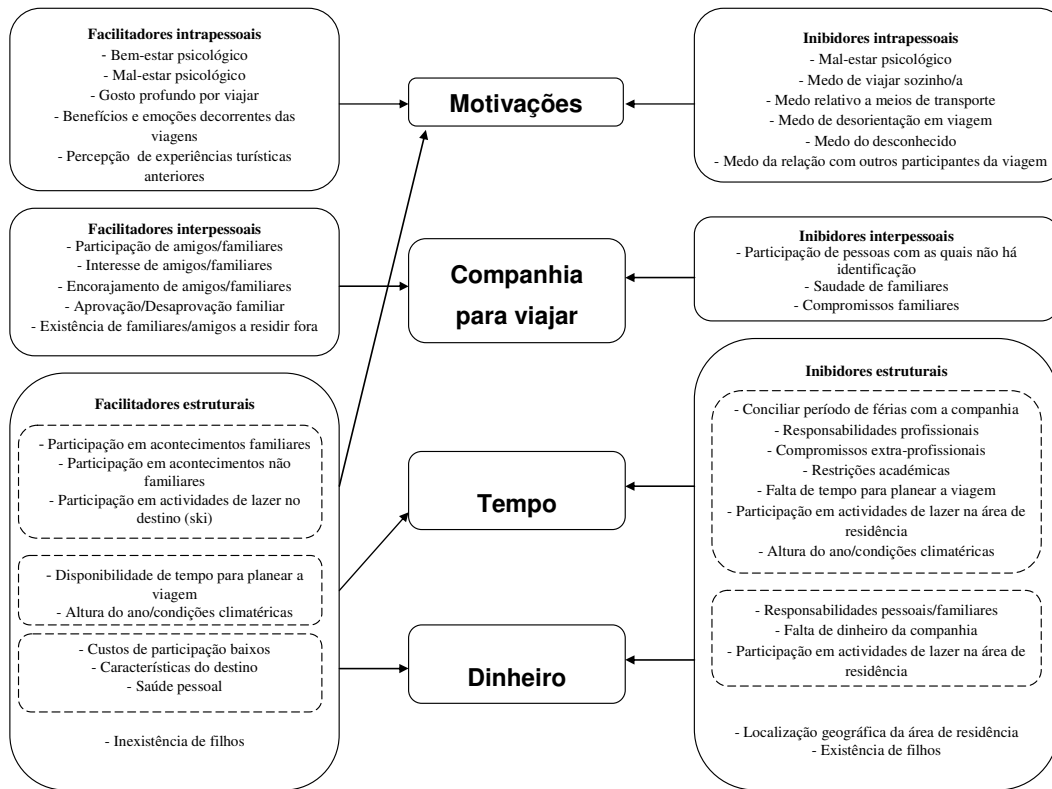 Facilitadores intrapessoais
- Bem-estar psicológico
- Mal-estar psicológico
- Gosto profundo por viajar
- Benefícios e emoções decorrentes das
viagens
- Percepção de experiências turísticas
anteriores
Motivações
Inibidores intrapessoais
- Mal-estar psicológico
- Medo de viajar sozinho/a
- Medo relativo a meios de transporte
- Medo de desorientação em viagem
- Medo do desconhecido
- Medo da relação com outros participantes da viagem
Facilitadores interpessoais
- Participação de amigos/familiares
- Interesse de amigos/familiares
- Encorajamento de amigos/familiares
- Aprovação/Desaprovação familiar
- Existência de familiares/amigos a residir fora
Companhia
para viajar
Inibidores interpessoais
- Participação de pessoas com as quais não há
identificação
- Saudade de familiares
- Compromissos familiares
Facilitadores estruturais
- Participação em acontecimentos familiares
- Participação em acontecimentos não
familiares
- Participação em actividades de lazer no
destino (ski)
- Disponibilidade de tempo para planear a
viagem
- Altura do ano/condições climatéricas
- Custos de participação baixos
- Características do destino
- Saúde pessoal
- Inexistência de filhos
Tempo
Dinheiro
Inibidores estruturais
- Conciliar período de férias com a companhia
- Responsabilidades profissionais
- Compromissos extra-profissionais
- Restrições académicas
- Falta de tempo para planear a viagem
- Participação em actividades de lazer na área de
residência
- Altura do ano/condições climatéricas
- Responsabilidades pessoais/familiares
- Falta de dinheiro da companhia
- Participação em actividades de lazer na área de
residência
- Localização geográfica da área de residência
- Existência de filhos